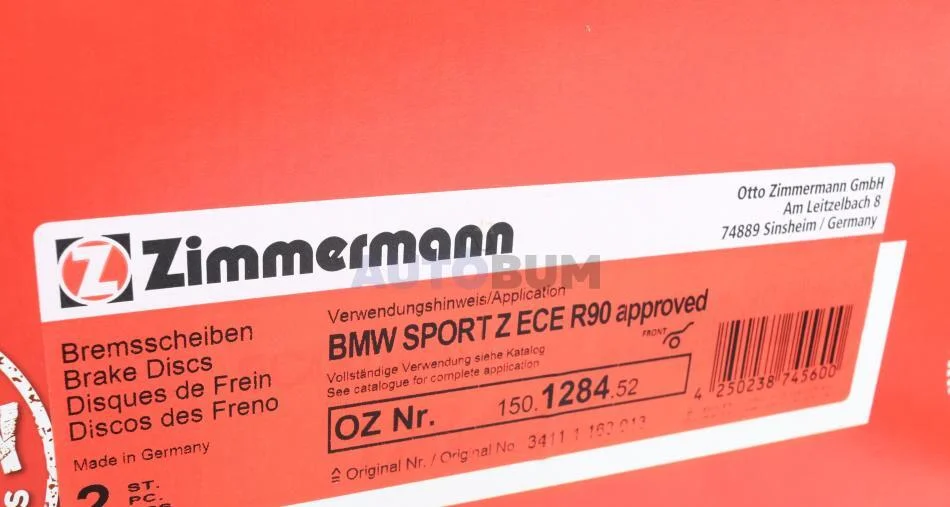 Otto Zimmermann GmbH
Am Leitzelbach 8
74889 Sinsheim / Germany
Z Zimmermann
AUTOBUM
Bremsscheiben
Brake Discs
Disques de Frein
Discos des Freno
Made in Germany
2 ST.
PC.
Verwendungshinweis/Application
BMW SPORT Z ECE R90 approved
FRONT
Vollständige Verwendung siehe Katalog
See catalogue for complete application
OZ Nr. 150.1284.52
Original Nr. / Original No.
4 250238 745600